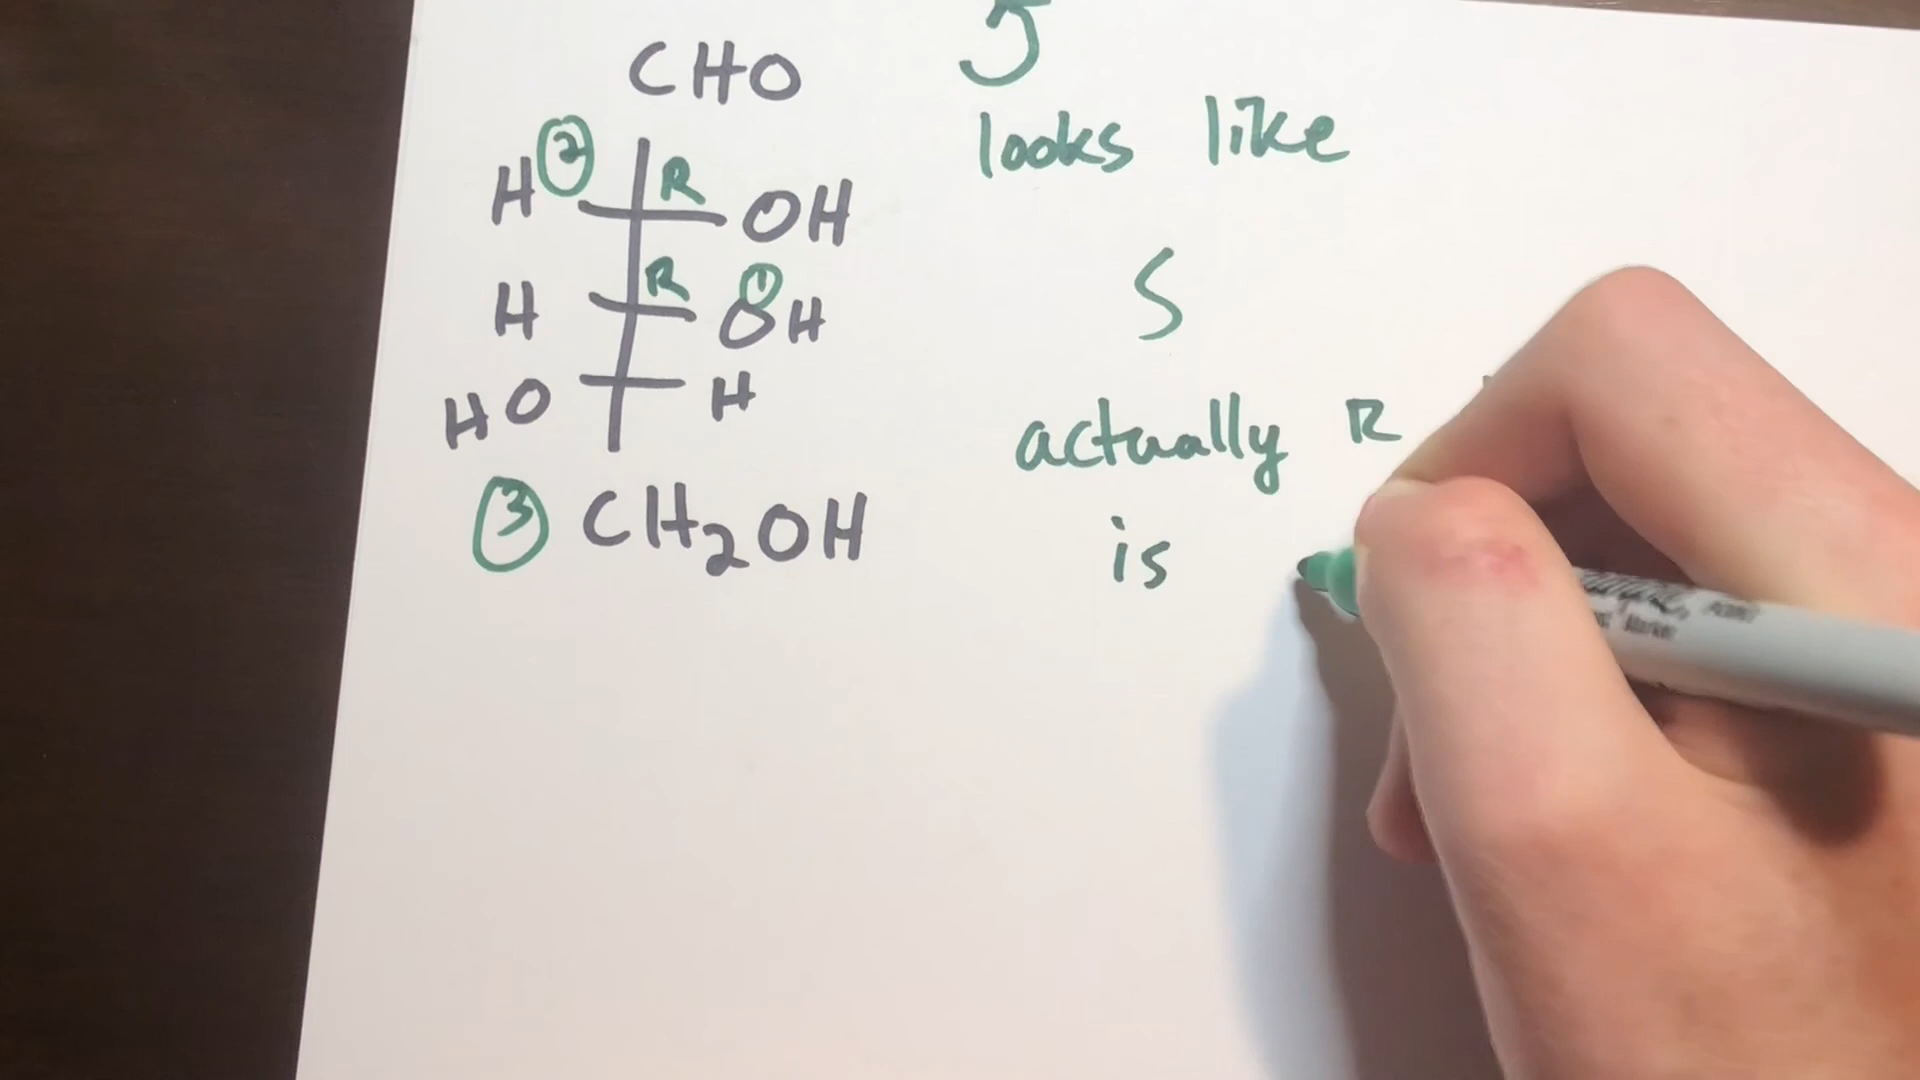 CHO
H ② R OH
H R ① OH
HO H
③ CH₂OH
looks like
S
actually R
is